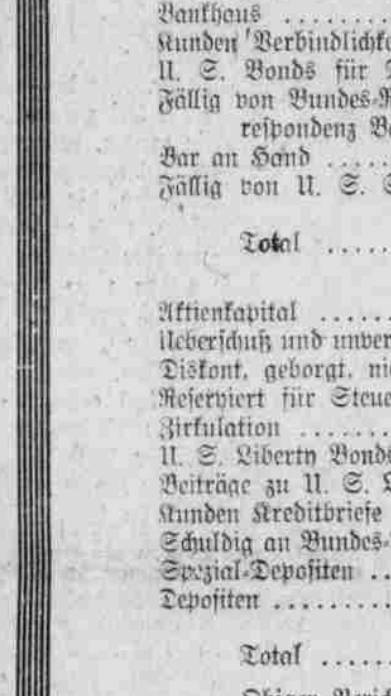 Bankhaus ........
Kunden Verbindlichk
U. S. Bonds für
Fällig von Bundes-R
respondenz B
Bar an Hand .....
Fällig von U. S.
Total .....
Aktienkapital ......
Ueberschuß und unver
Diskont, geborgt, ni
Reserviert für Steue
Zirkulation .......
U. S. Liberty Bonds
Beiträge zu U. S. L
Kunden Kreditbriefe
Schuldig an Bundes-
Spezial-Depositen ..
Depositen .........
Total ......